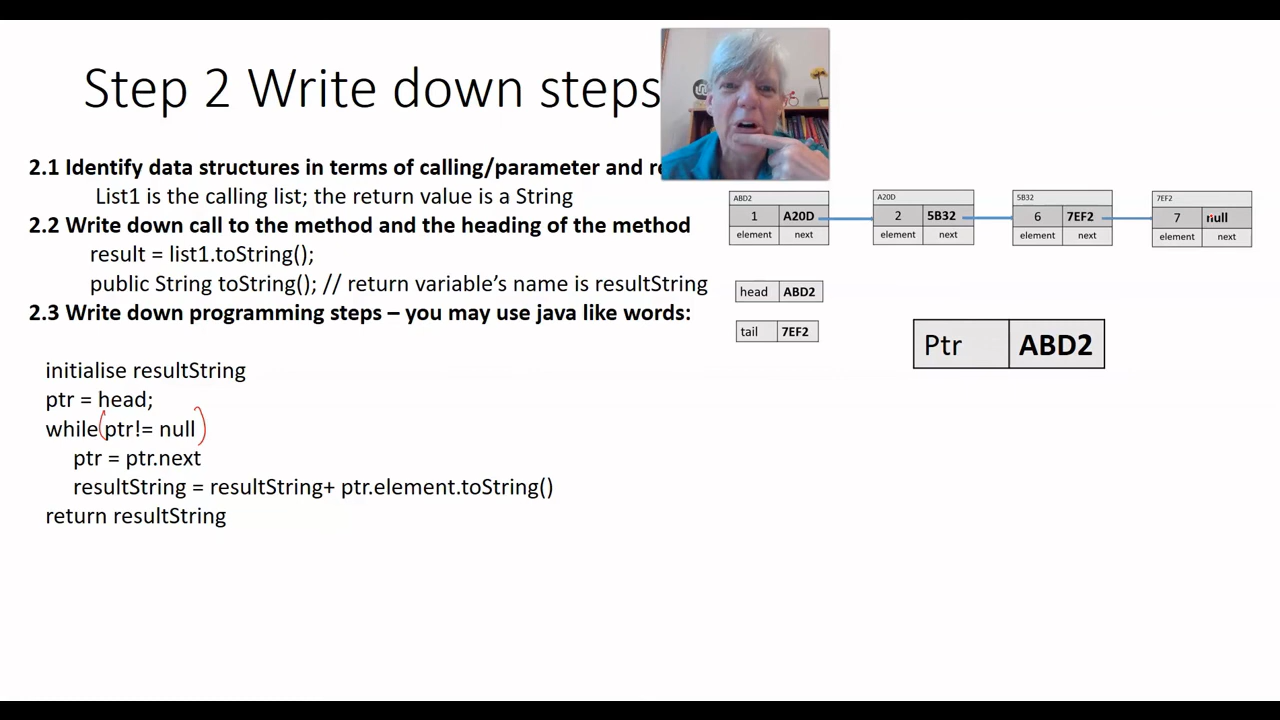 Step 2 Write down steps
2.1 Identify data structures in terms of calling/parameter and
List1 is the calling list; the return value is a String
2.2 Write down call to the method and the heading of the method
result = list1.toString();
public String toString(); // return variable’s name is resultString
2.3 Write down programming steps – you may use java like words:
initialise resultString
ptr = head;
while(ptr!= null)
ptr = ptr.next
resultString = resultString+ ptr.element.toString()
return resultString
ABD2
1 A20D
element next
A20D
2 5B32
element next
5B32
6 7EF2
element next
7EF2
7 null
element next
head ABD2
tail 7EF2
Ptr ABD2